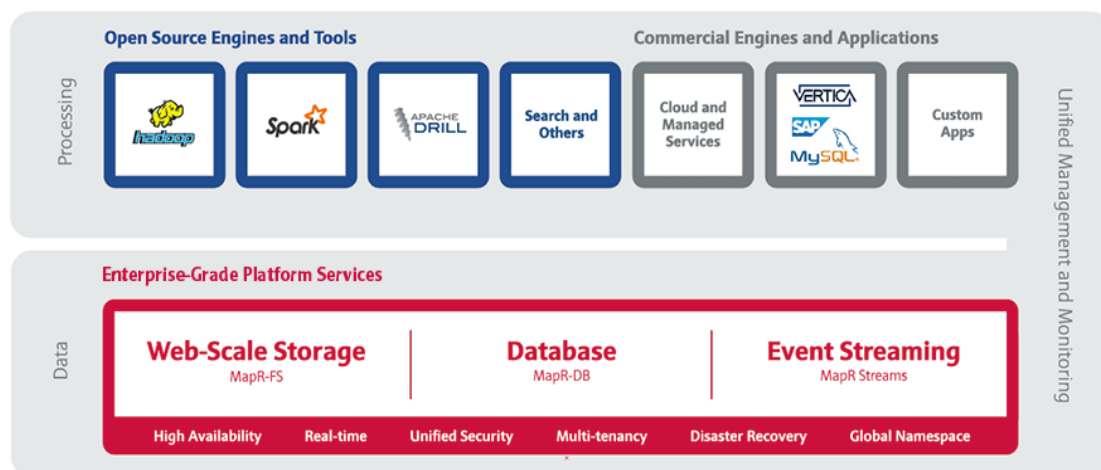 Open Source Engines and Tools
Commercial Engines and Applications
Processing
hadoop
Spark
APACHE
DRILL
Search and
Others
Cloud and
Managed
Services
VERTICA
SAP
MySQL
Custom
Apps
Unified Management and Monitoring
Enterprise-Grade Platform Services
Data
Web-Scale Storage
MapR-FS
Database
MapR-DB
Event Streaming
MapR Streams
High Availability
Real-time
Unified Security
Multi-tenancy
Disaster Recovery
Global Namespace